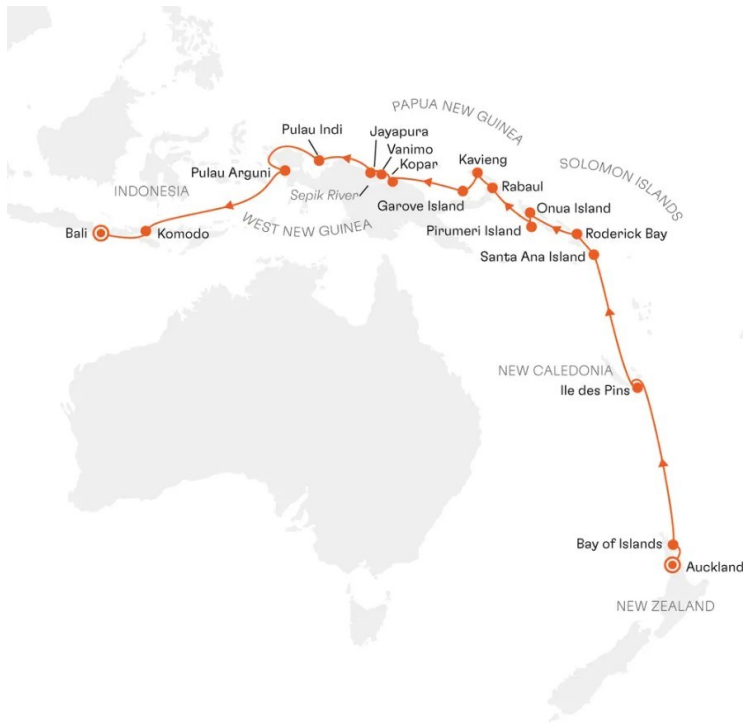 PAPUA NEW GUINEA
Pulau Indi
Jayapura
Vanimo
Kopar
Kavieng
SOLOMON ISLANDS
Pulau Arguni
INDONESIA
Sepik River
Garove Island
Rabaul
Onua Island
WEST NEW GUINEA
Pirumeri Island
Roderick Bay
Bali
Komodo
Santa Ana Island
NEW CALEDONIA
Ile des Pins
Bay of Islands
Auckland
NEW ZEALAND